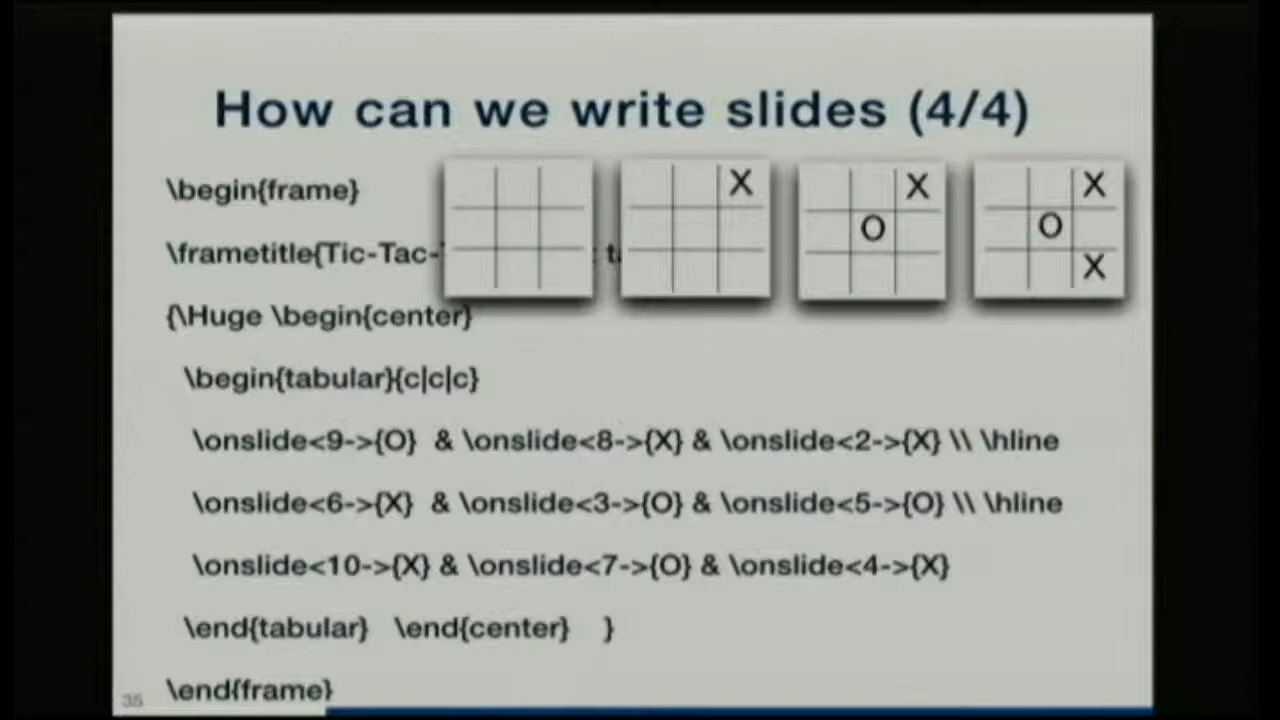 How can we write slides (4/4)
\begin{frame}
X X X
O O
X
\frametitle{Tic-Tac-
{\Huge \begin{center}
\begin{tabular}{c|c|c}
\onslide<9->{O} & \onslide<8->{X} & \onslide<2->{X} \\ \hline
\onslide<6->{X} & \onslide<3->{O} & \onslide<5->{O} \\ \hline
\onslide<10->{X} & \onslide<7->{O} & \onslide<4->{X}
\end{tabular} \end{center} }
\end{frame}
35